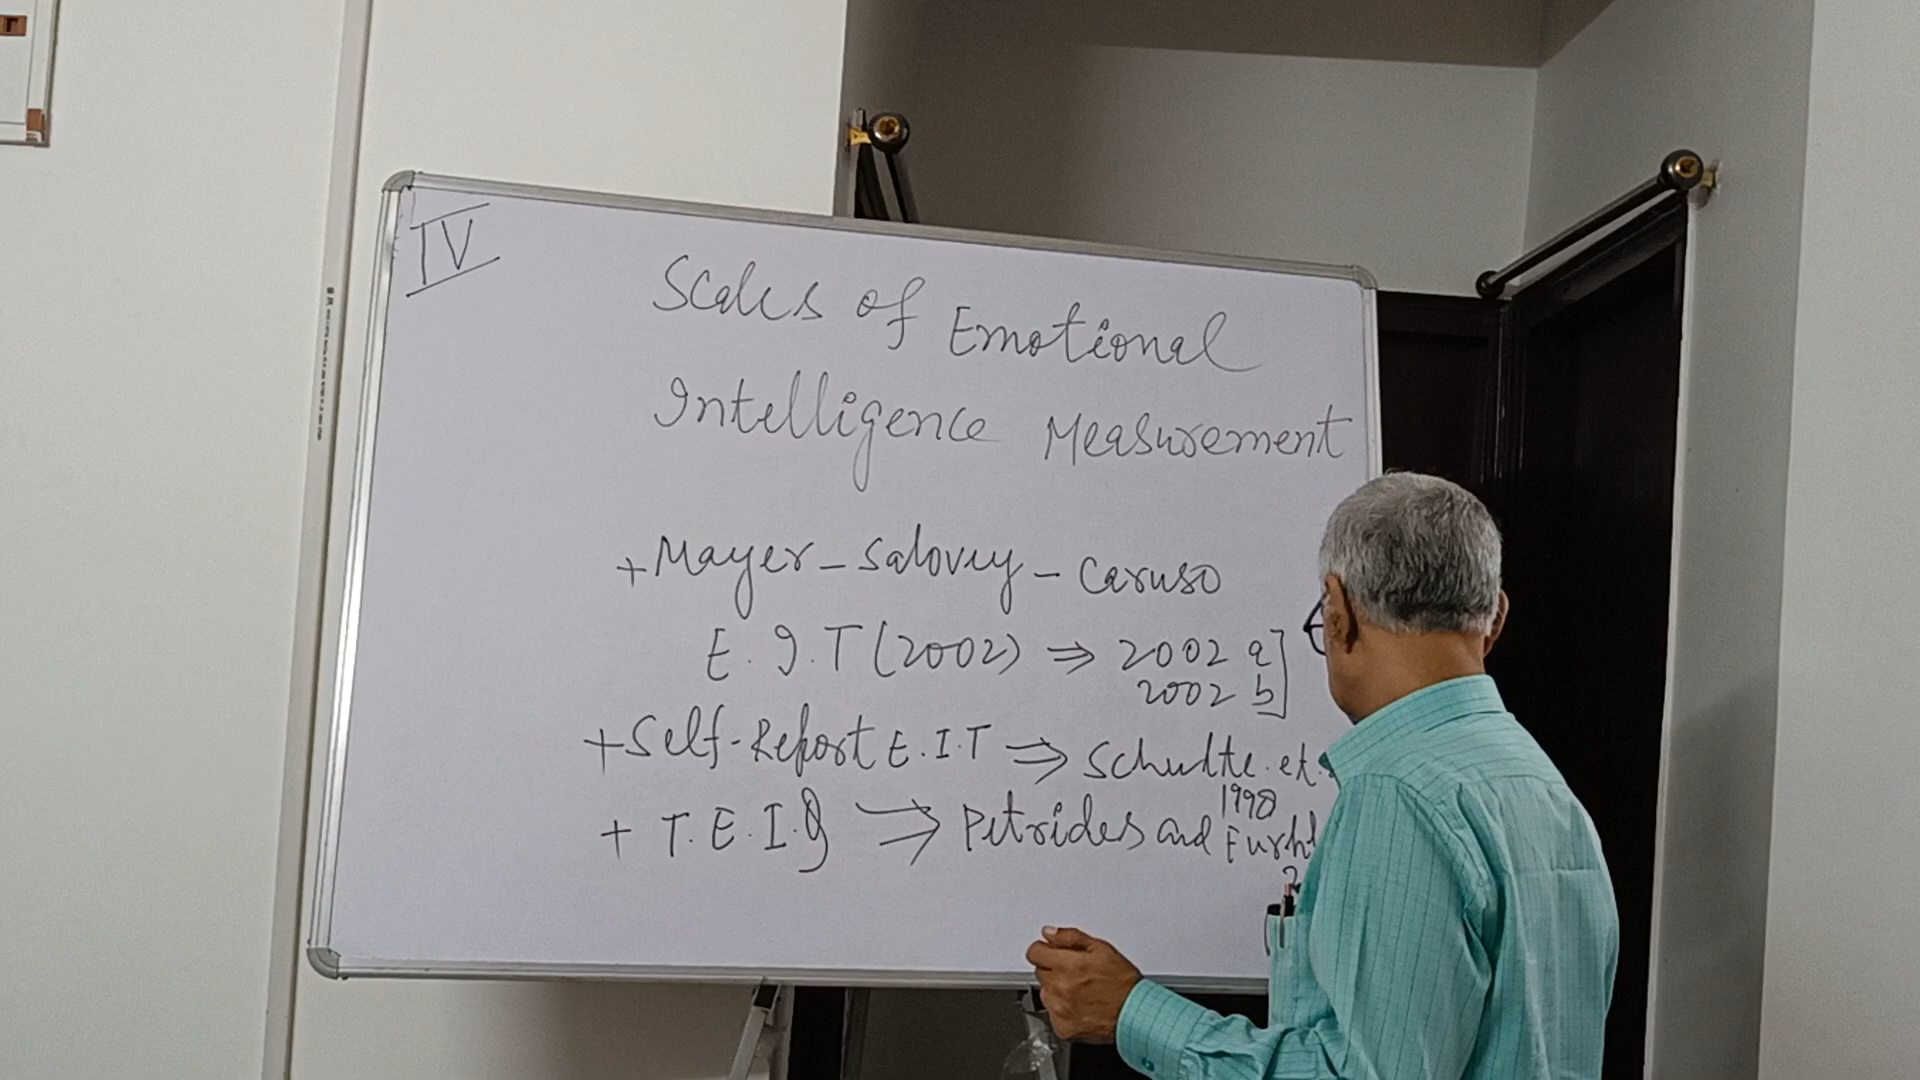 IV
Scales of Emotional
Intelligence Measurement
+ Mayer - Salovey - Caruso
E. I. T (2002) ⇒ 2002 a]
2002 b]
+ Self-Report E.I.T ⇒ Schulte. et.
1998
+ T. E. I. Q ⇒ Petrides and Furh